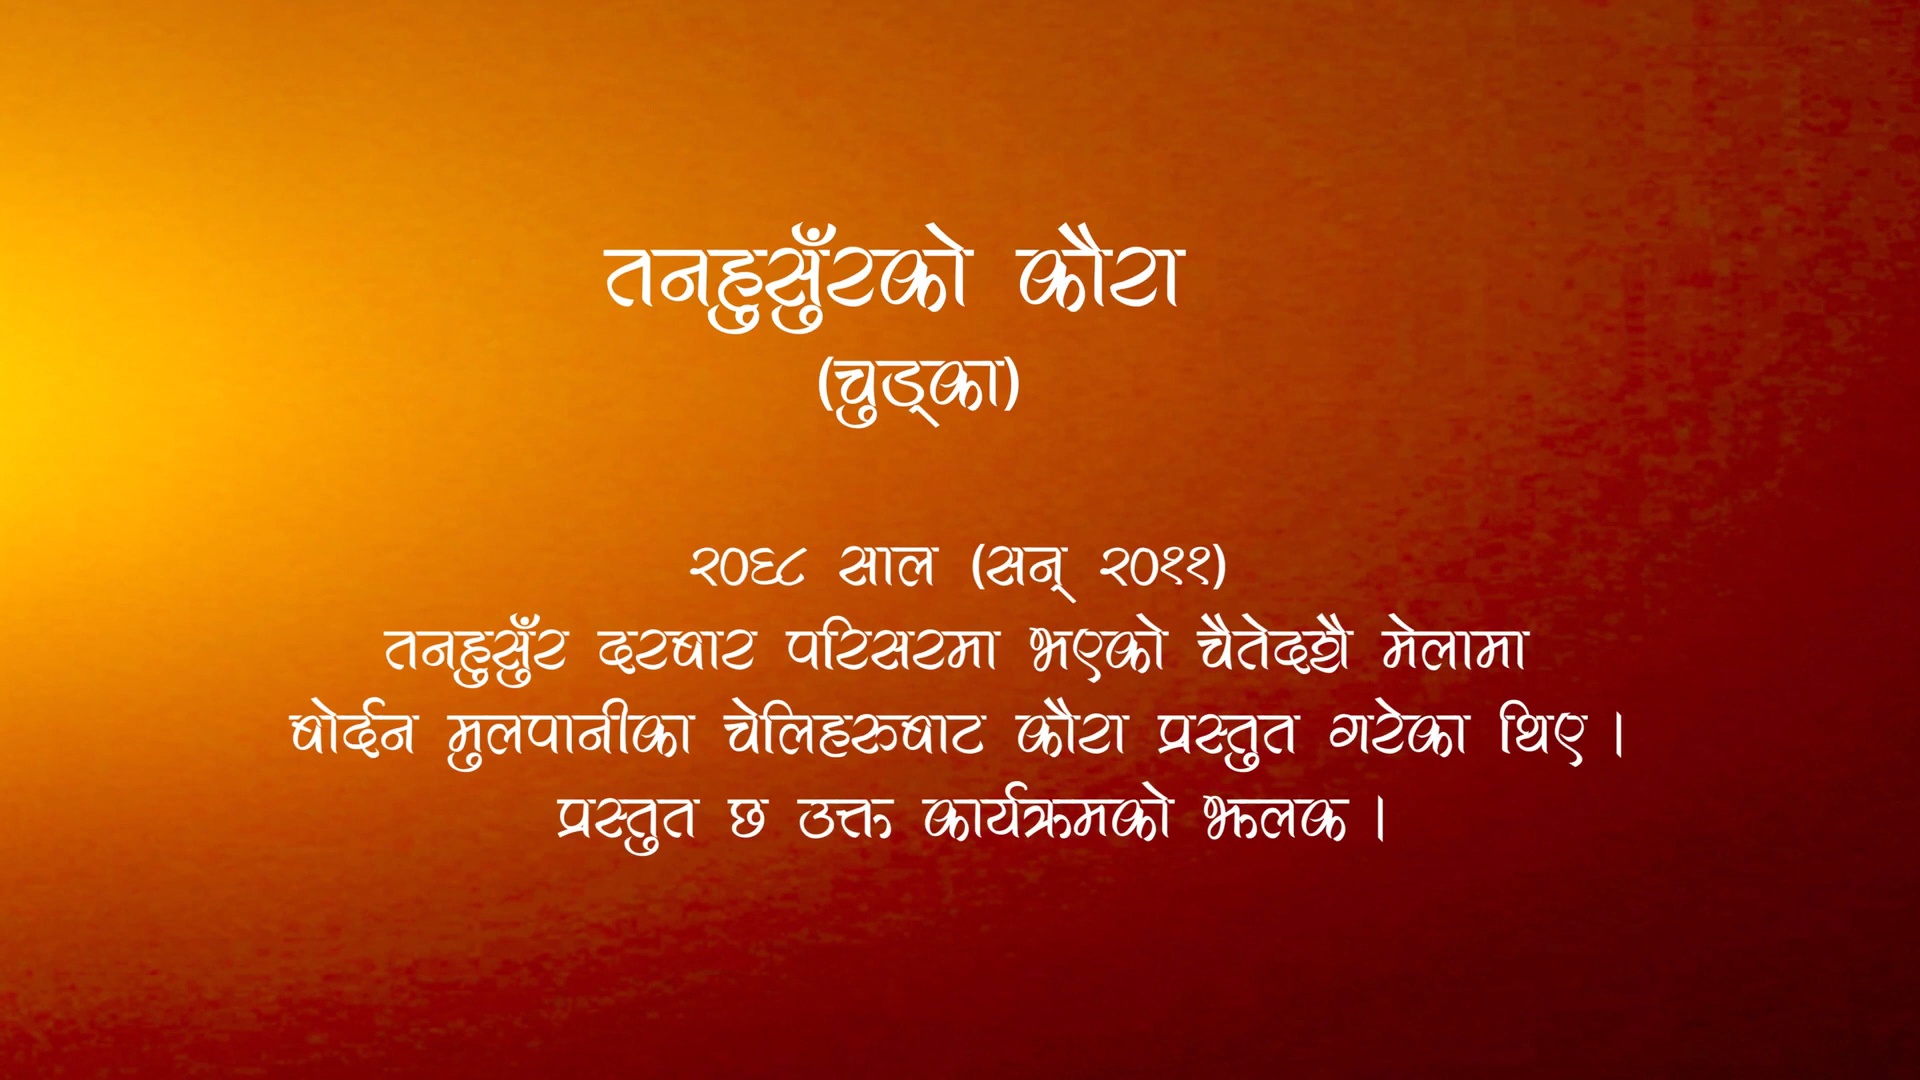 तनहुसुँरको कौरा
(चुड्का)
२०६८ साल (सन् २०११)
तनहुसुँर दरबार परिसरमा भएको चैतेदशैं मेलामा
बोर्दन मुलपानीका चेलिहरुबाट कौरा प्रस्तुत गरेका थिए ।
प्रस्तुत छ उक्त कार्यक्रमको झलक ।